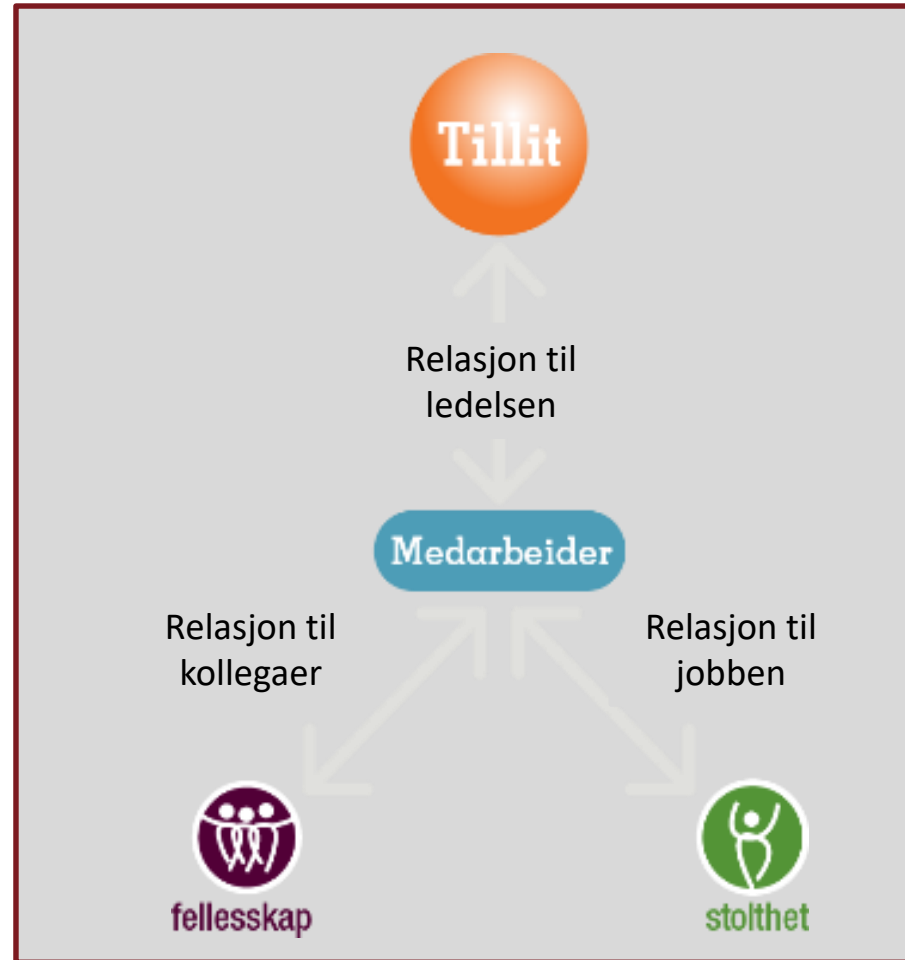 Tillit
Relasjon til
ledelsen
Medarbeider
Relasjon til
kollegaer
Relasjon til
jobben
fellesskap
stolthet